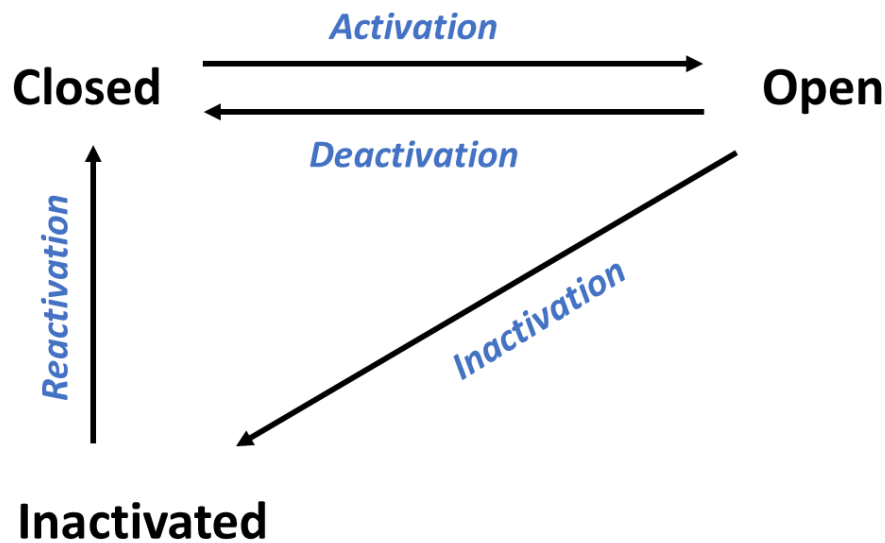 Activation
Closed
Open
Deactivation
Reactivation
Inactivation
Inactivated